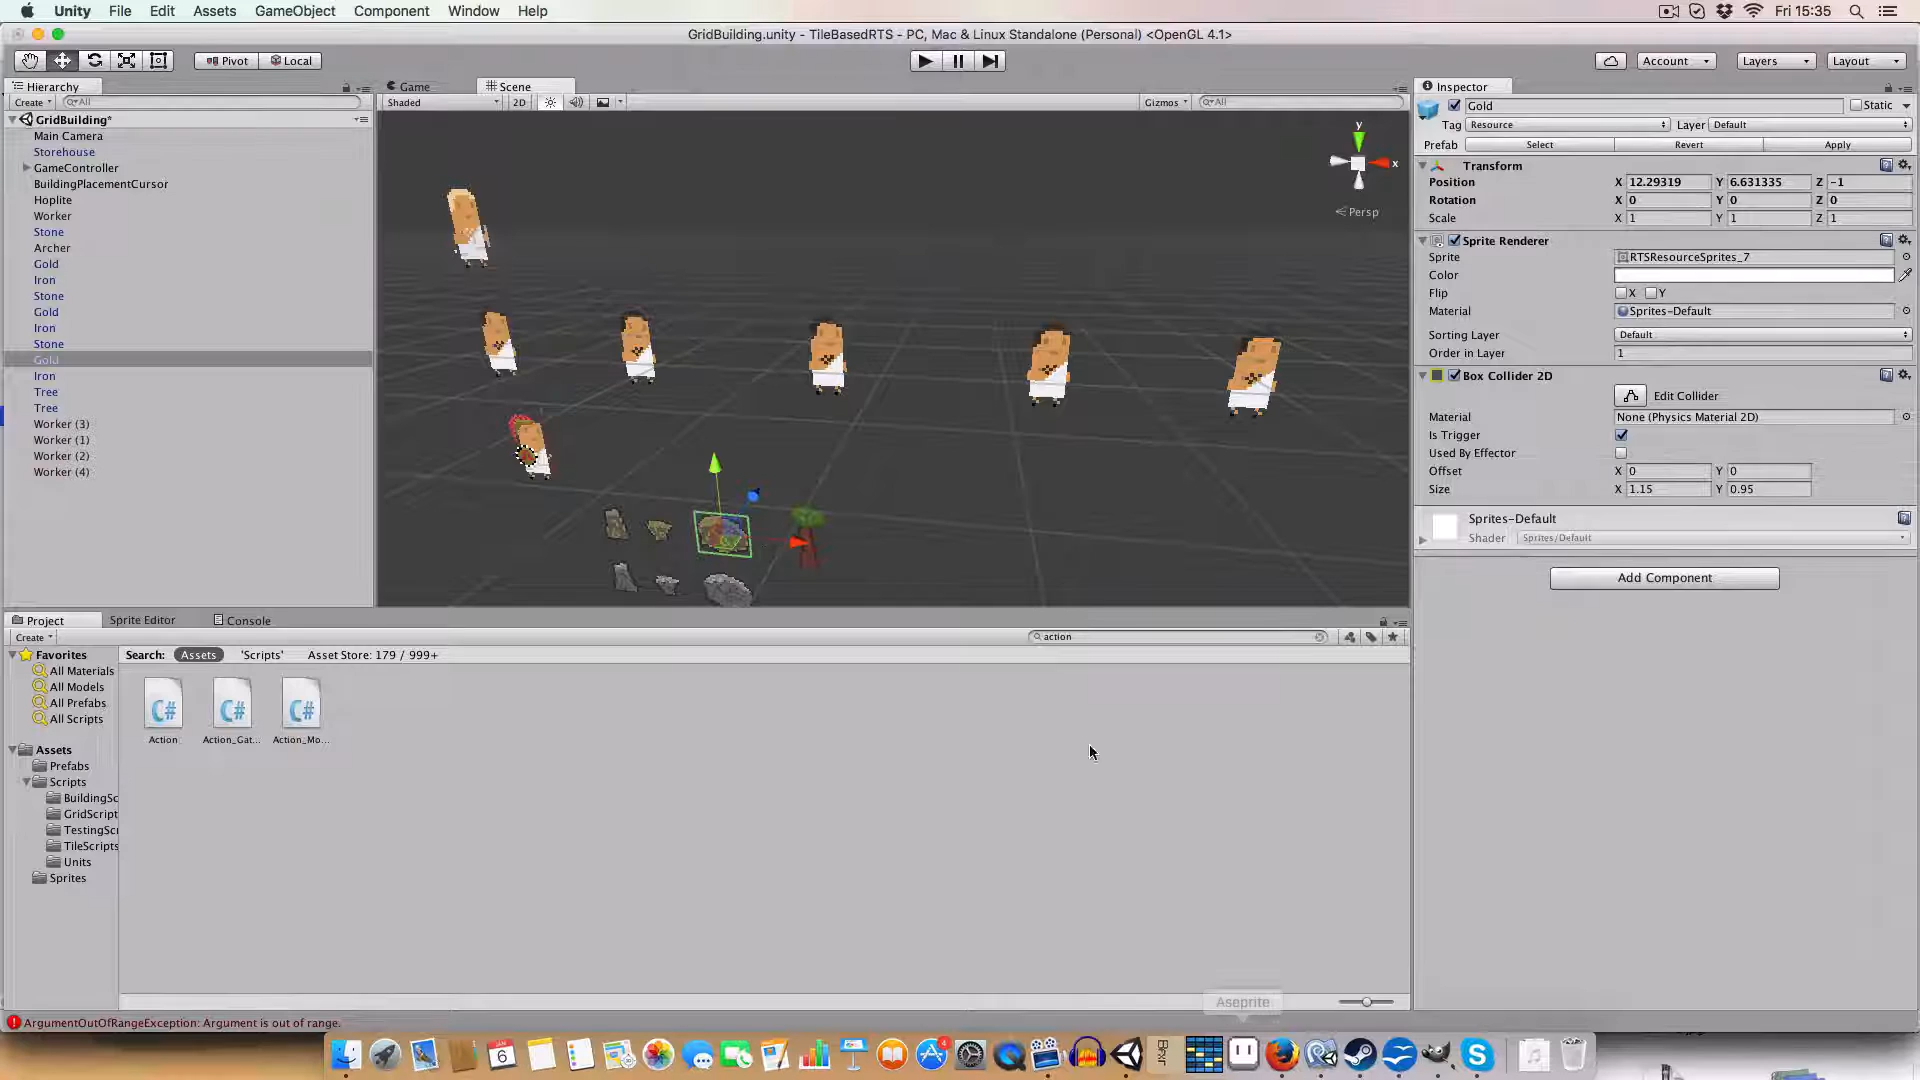 Unity File Edit Assets GameObject Component Window Help
Fri 15:35
GridBuilding.unity - TileBasedRTS - PC, Mac & Linux Standalone (Personal) <OpenGL 4.1>
Pivot Local
Account Layers Layout
Hierarchy
Create All
GridBuilding*
Main Camera
Storehouse
GameController
BuildingPlacementCursor
Hoplite
Worker
Stone
Archer
Gold
Iron
Stone
Gold
Iron
Stone
Gold
Iron
Tree
Tree
Worker (3)
Worker (1)
Worker (2)
Worker (4)
Game Scene
Shaded 2D Gizmos All
y
x
Persp
Inspector
Gold Static
Tag Resource Layer Default
Prefab Select Revert Apply
Transform
Position X 12.29319 Y 6.631335 Z -1
Rotation X 0 Y 0 Z 0
Scale X 1 Y 1 Z 1
Sprite Renderer
Sprite RTSResourceSprites_7
Color
Flip X Y
Material Sprites-Default
Sorting Layer Default
Order in Layer 1
Box Collider 2D
Edit Collider
Material None (Physics Material 2D)
Is Trigger
Used By Effector
Offset X 0 Y 0
Size X 1.15 Y 0.95
Sprites-Default
Shader Sprites/Default
Add Component
Project Sprite Editor Console
Create action
Favorites
All Materials
All Models
All Prefabs
All Scripts
Assets
Prefabs
Scripts
BuildingSc
GridScript
TestingScr
TileScripts
Units
Sprites
Search: Assets 'Scripts' Asset Store: 179 / 999+
C# C# C#
Action Action_Gat... Action_Mo...
Aseprite
ArgumentOutOfRangeException: Argument is out of range.
JAN
6
4